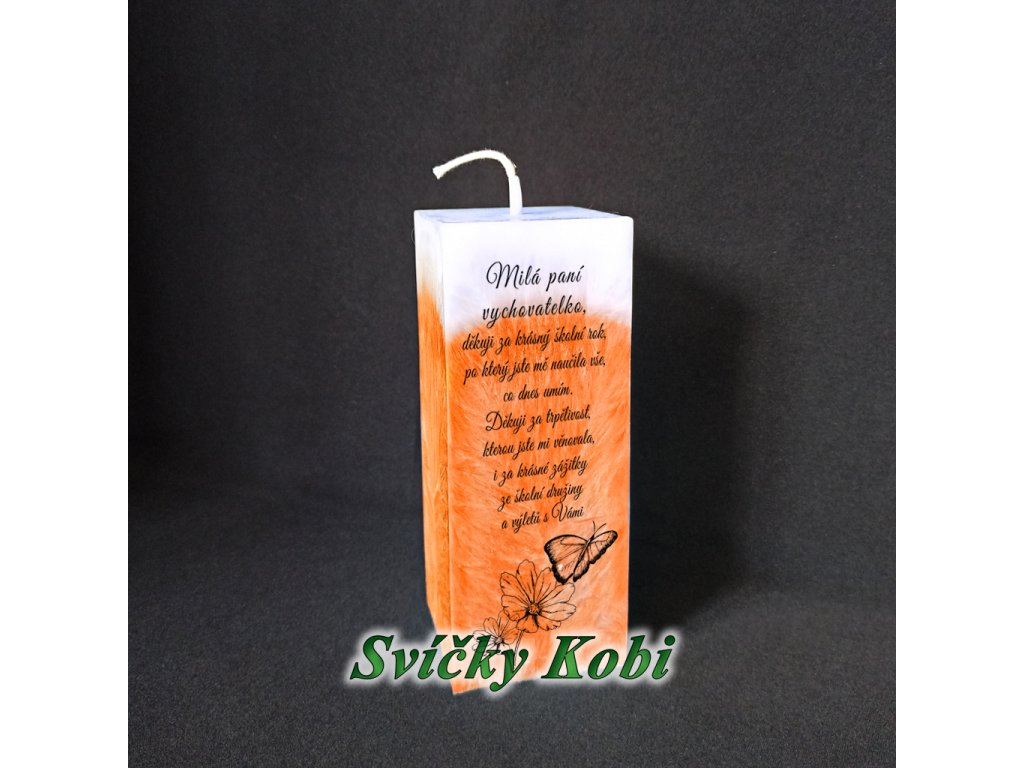 Milá paní
vychovatelko,
děkuji za krásný školní rok,
po který jste mě naučila vše,
co dnes umím.
Děkuji za trpělivost,
kterou jste mi věnovala,
i za krásné zážitky
ze školní družiny
a výletů s Vámi
Svíčky Kobi